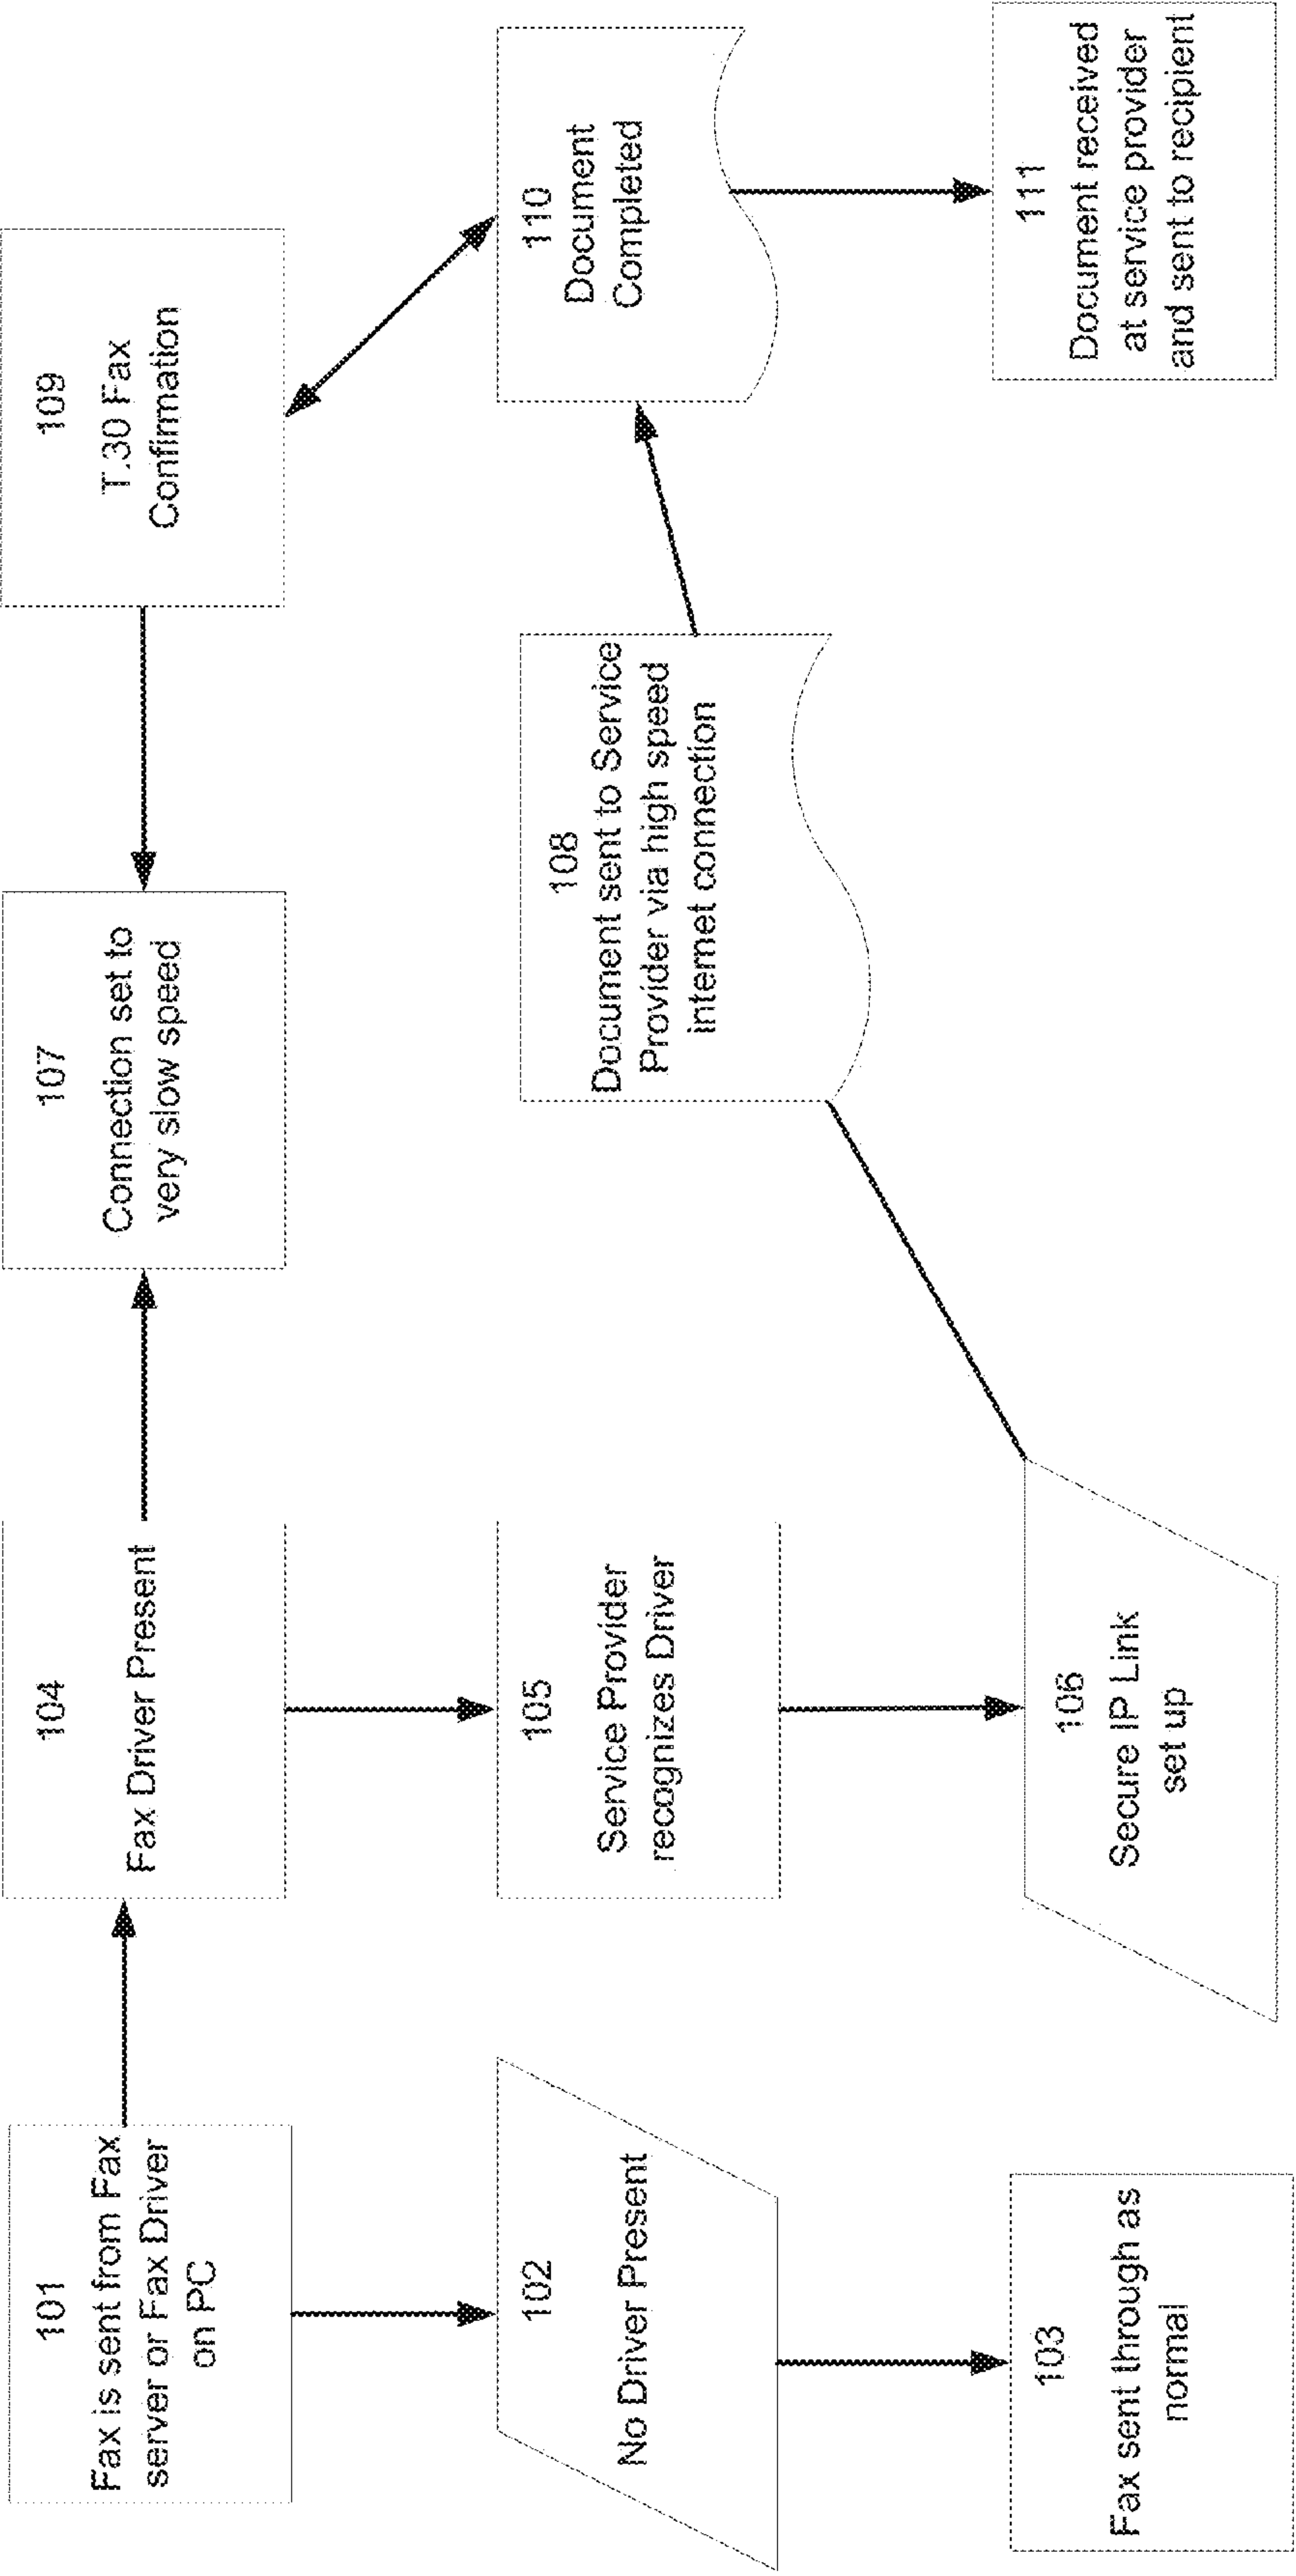 101
Fax is sent from Fax
server or Fax Driver
on PC
102
No Driver Present
103
Fax sent through as
normal
104
Fax Driver Present
105
Service Provider
recognizes Driver
106
Secure IP Link
set up
107
Connection set to
very slow speed
108
Document sent to Service
Provider via high speed
internet connection
109
T.30 Fax
Confirmation
110
Document
Completed
111
Document received
at service provider
and sent to recipient